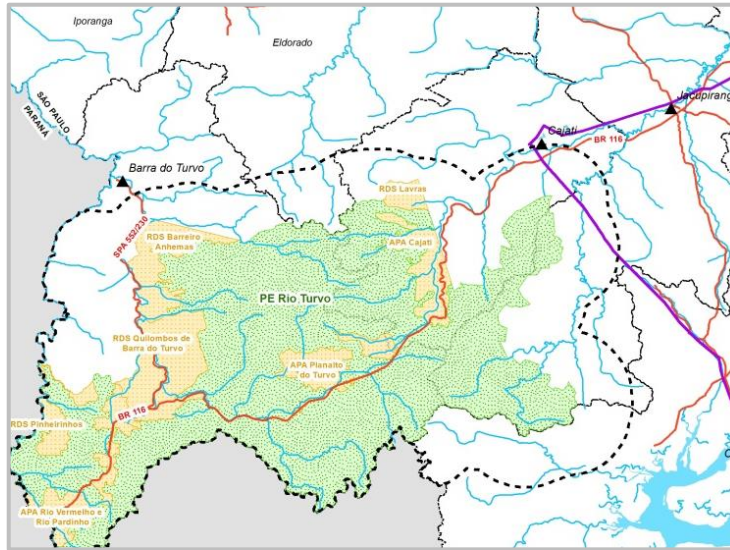 Iporanga
Eldorado
SÃO PAULO
PARANÁ
Jacupiranga
Cajati
BR 116
Barra do Turvo
RDS Lavras
SPA 552/230
RDS Barreiro
Anhemas
APA Cajati
PE Rio Turvo
RDS Quilombos de
Barra do Turvo
APA Planalto
do Turvo
BR 116
RDS Pinheirinhos
APA Rio Vermelho e
Rio Pardinho